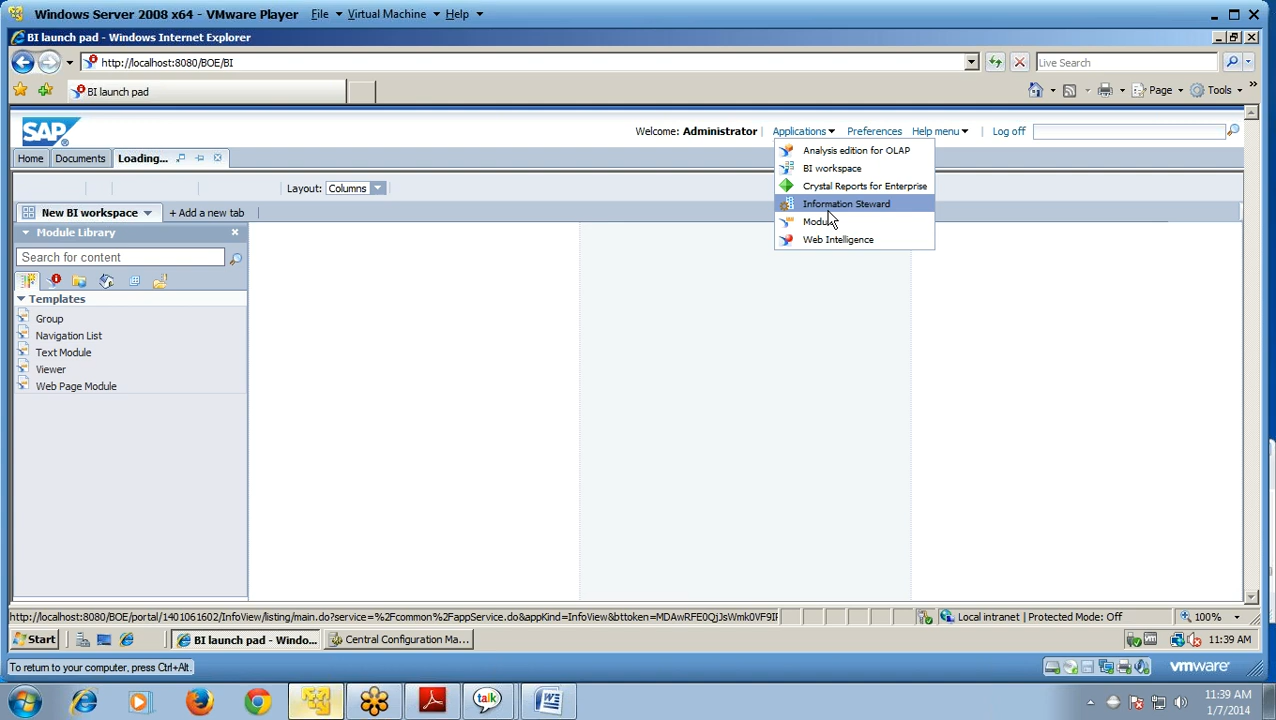 Windows Server 2008 x64 - VMware Player File Virtual Machine Help
BI launch pad - Windows Internet Explorer
http://localhost:8080/BOE/BI
Live Search
BI launch pad
Page Tools
SAP
Welcome: Administrator Applications Preferences Help menu Log off
Home Documents Loading...
Analysis edition for OLAP
BI workspace
Crystal Reports for Enterprise
Information Steward
Module
Web Intelligence
Layout: Columns
New BI workspace + Add a new tab
Module Library
Search for content
Templates
Group
Navigation List
Text Module
Viewer
Web Page Module
Local intranet | Protected Mode: Off 100%
Start BI launch pad - Windo... Central Configuration Ma... 11:39 AM
To return to your computer, press Ctrl+Alt. vmware
talk
11:39 AM
1/7/2014